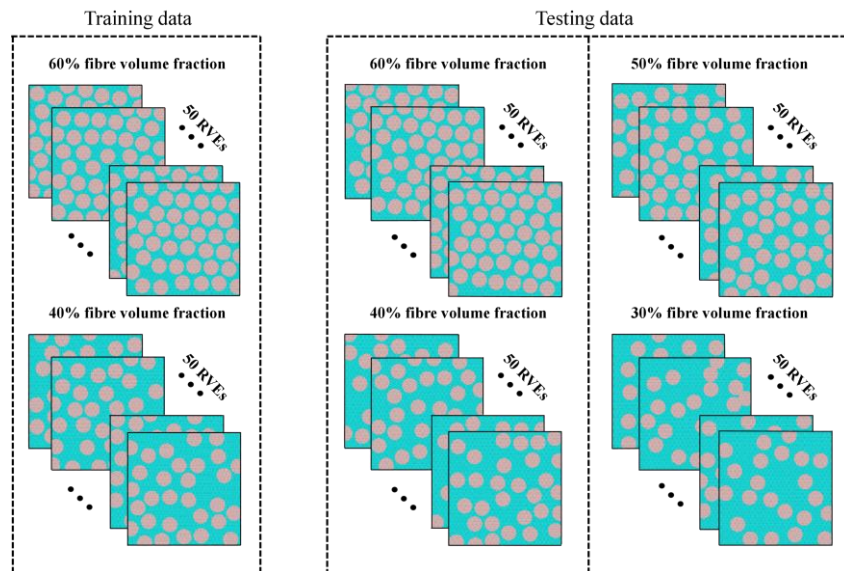 Training data
Testing data
60% fibre volume fraction
50 RVEs
40% fibre volume fraction
50 RVEs
60% fibre volume fraction
50% fibre volume fraction
50 RVEs
50 RVEs
40% fibre volume fraction
30% fibre volume fraction
50 RVEs
50 RVEs